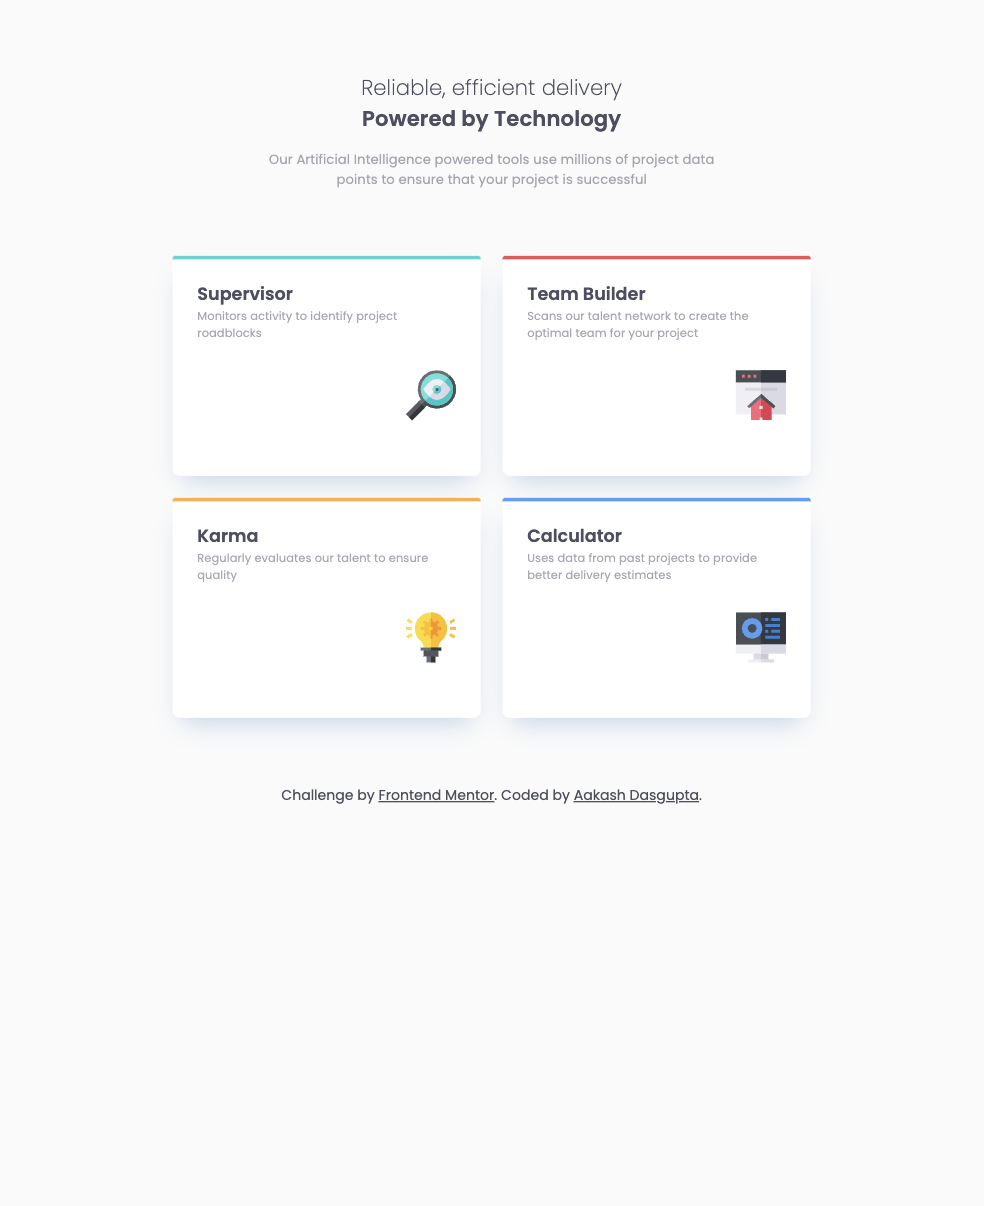 Reliable, efficient delivery
Powered by Technology
Our Artificial Intelligence powered tools use millions of project data
points to ensure that your project is successful
Supervisor
Monitors activity to identify project
roadblocks
Team Builder
Scans our talent network to create the
optimal team for your project
Karma
Regularly evaluates our talent to ensure
quality
Calculator
Uses data from past projects to provide
better delivery estimates
Challenge by Frontend Mentor. Coded by Aakash Dasgupta.